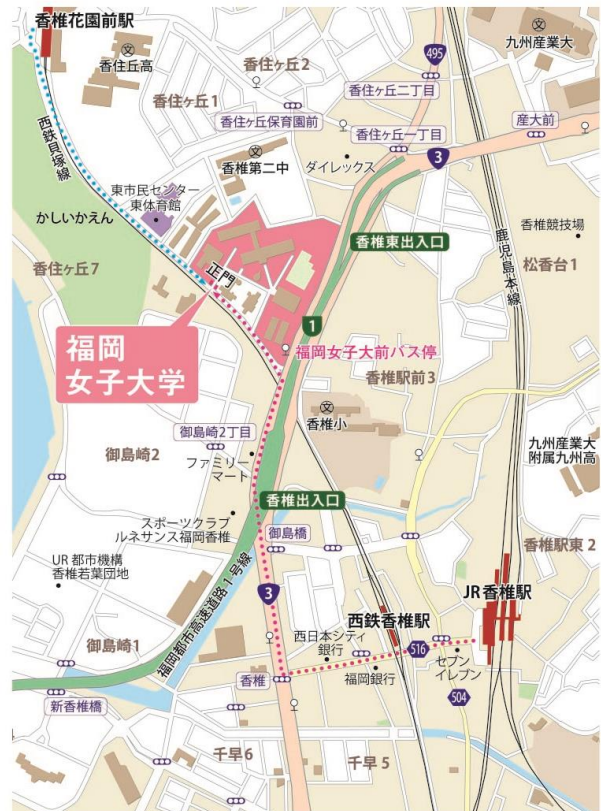 香椎花園前駅
文
香住丘高
香住ヶ丘2
香住ヶ丘1
香住ヶ丘保育園前
495
香住ヶ丘二丁目
文
九州産業大
産大前
香住ヶ丘一丁目
3
西鉄貝塚線
文
香椎第二中
ダイレックス
東市民センター
東体育館
かしいかえん
香住ヶ丘7
正門
香椎東出入口
鹿児島本線
香椎競技場
松香台1
1
福岡
女子大学
福岡女子大前バス停
香椎駅前3
文
香椎小
御島崎2丁目
御島崎2
ファミリー
マート
文
九州産業大
附属九州高
香椎出入口
スポーツクラブ
ルネサンス福岡香椎
御島橋
香椎駅東2
UR都市機構
香椎若葉団地
福岡都市高速道路1号線
3
JR香椎駅
西鉄香椎駅
西日本シティ
銀行
516
御島崎1
香椎
福岡銀行
セブン
イレブン
504
新香椎橋
千早6
千早5